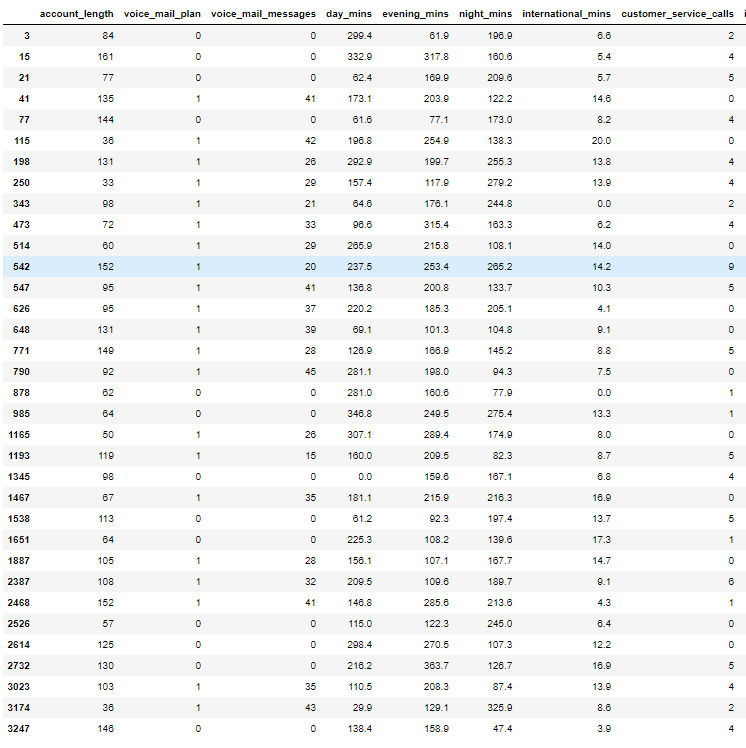 account_length voice_mail_plan voice_mail_messages day_mins evening_mins night_mins international_mins customer_service_calls i
3 84 0 0 299.4 61.9 196.9 6.6 2
15 161 0 0 332.9 317.8 160.6 5.4 4
21 77 0 0 62.4 169.9 209.6 5.7 5
41 135 1 41 173.1 203.9 122.2 14.6 0
77 144 0 0 61.6 77.1 173.0 8.2 4
115 36 1 42 196.8 254.9 138.3 20.0 0
198 131 1 26 292.9 199.7 255.3 13.8 4
250 33 1 29 157.4 117.9 279.2 13.9 4
343 98 1 21 64.6 176.1 244.8 0.0 2
473 72 1 33 96.6 315.4 163.3 6.2 4
514 60 1 29 265.9 215.8 108.1 14.0 0
542 152 1 20 237.5 253.4 265.2 14.2 9
547 95 1 41 136.8 200.8 133.7 10.3 5
626 95 1 37 220.2 185.3 205.1 4.1 0
648 131 1 39 69.1 101.3 104.8 9.1 0
771 149 1 28 126.9 166.9 145.2 8.8 5
790 92 1 45 281.1 198.0 94.3 7.5 0
878 62 0 0 281.0 160.6 77.9 0.0 1
985 64 0 0 346.8 249.5 275.4 13.3 1
1165 50 1 26 307.1 289.4 174.9 8.0 0
1193 119 1 15 160.0 209.5 82.3 8.7 5
1345 98 0 0 0.0 159.6 167.1 6.8 4
1467 67 1 35 181.1 215.9 216.3 16.9 0
1538 113 0 0 61.2 92.3 197.4 13.7 5
1651 64 0 0 225.3 108.2 139.6 17.3 1
1887 105 1 28 156.1 107.1 167.7 14.7 0
2387 108 1 32 209.5 109.6 189.7 9.1 6
2468 152 1 41 146.8 285.6 213.6 4.3 1
2526 57 0 0 115.0 122.3 245.0 6.4 0
2614 125 0 0 298.4 270.5 107.3 12.2 0
2732 130 0 0 216.2 363.7 126.7 16.9 5
3023 103 1 35 110.5 208.3 87.4 13.9 4
3174 36 1 43 29.9 129.1 325.9 8.6 2
3247 146 0 0 138.4 158.9 47.4 3.9 4